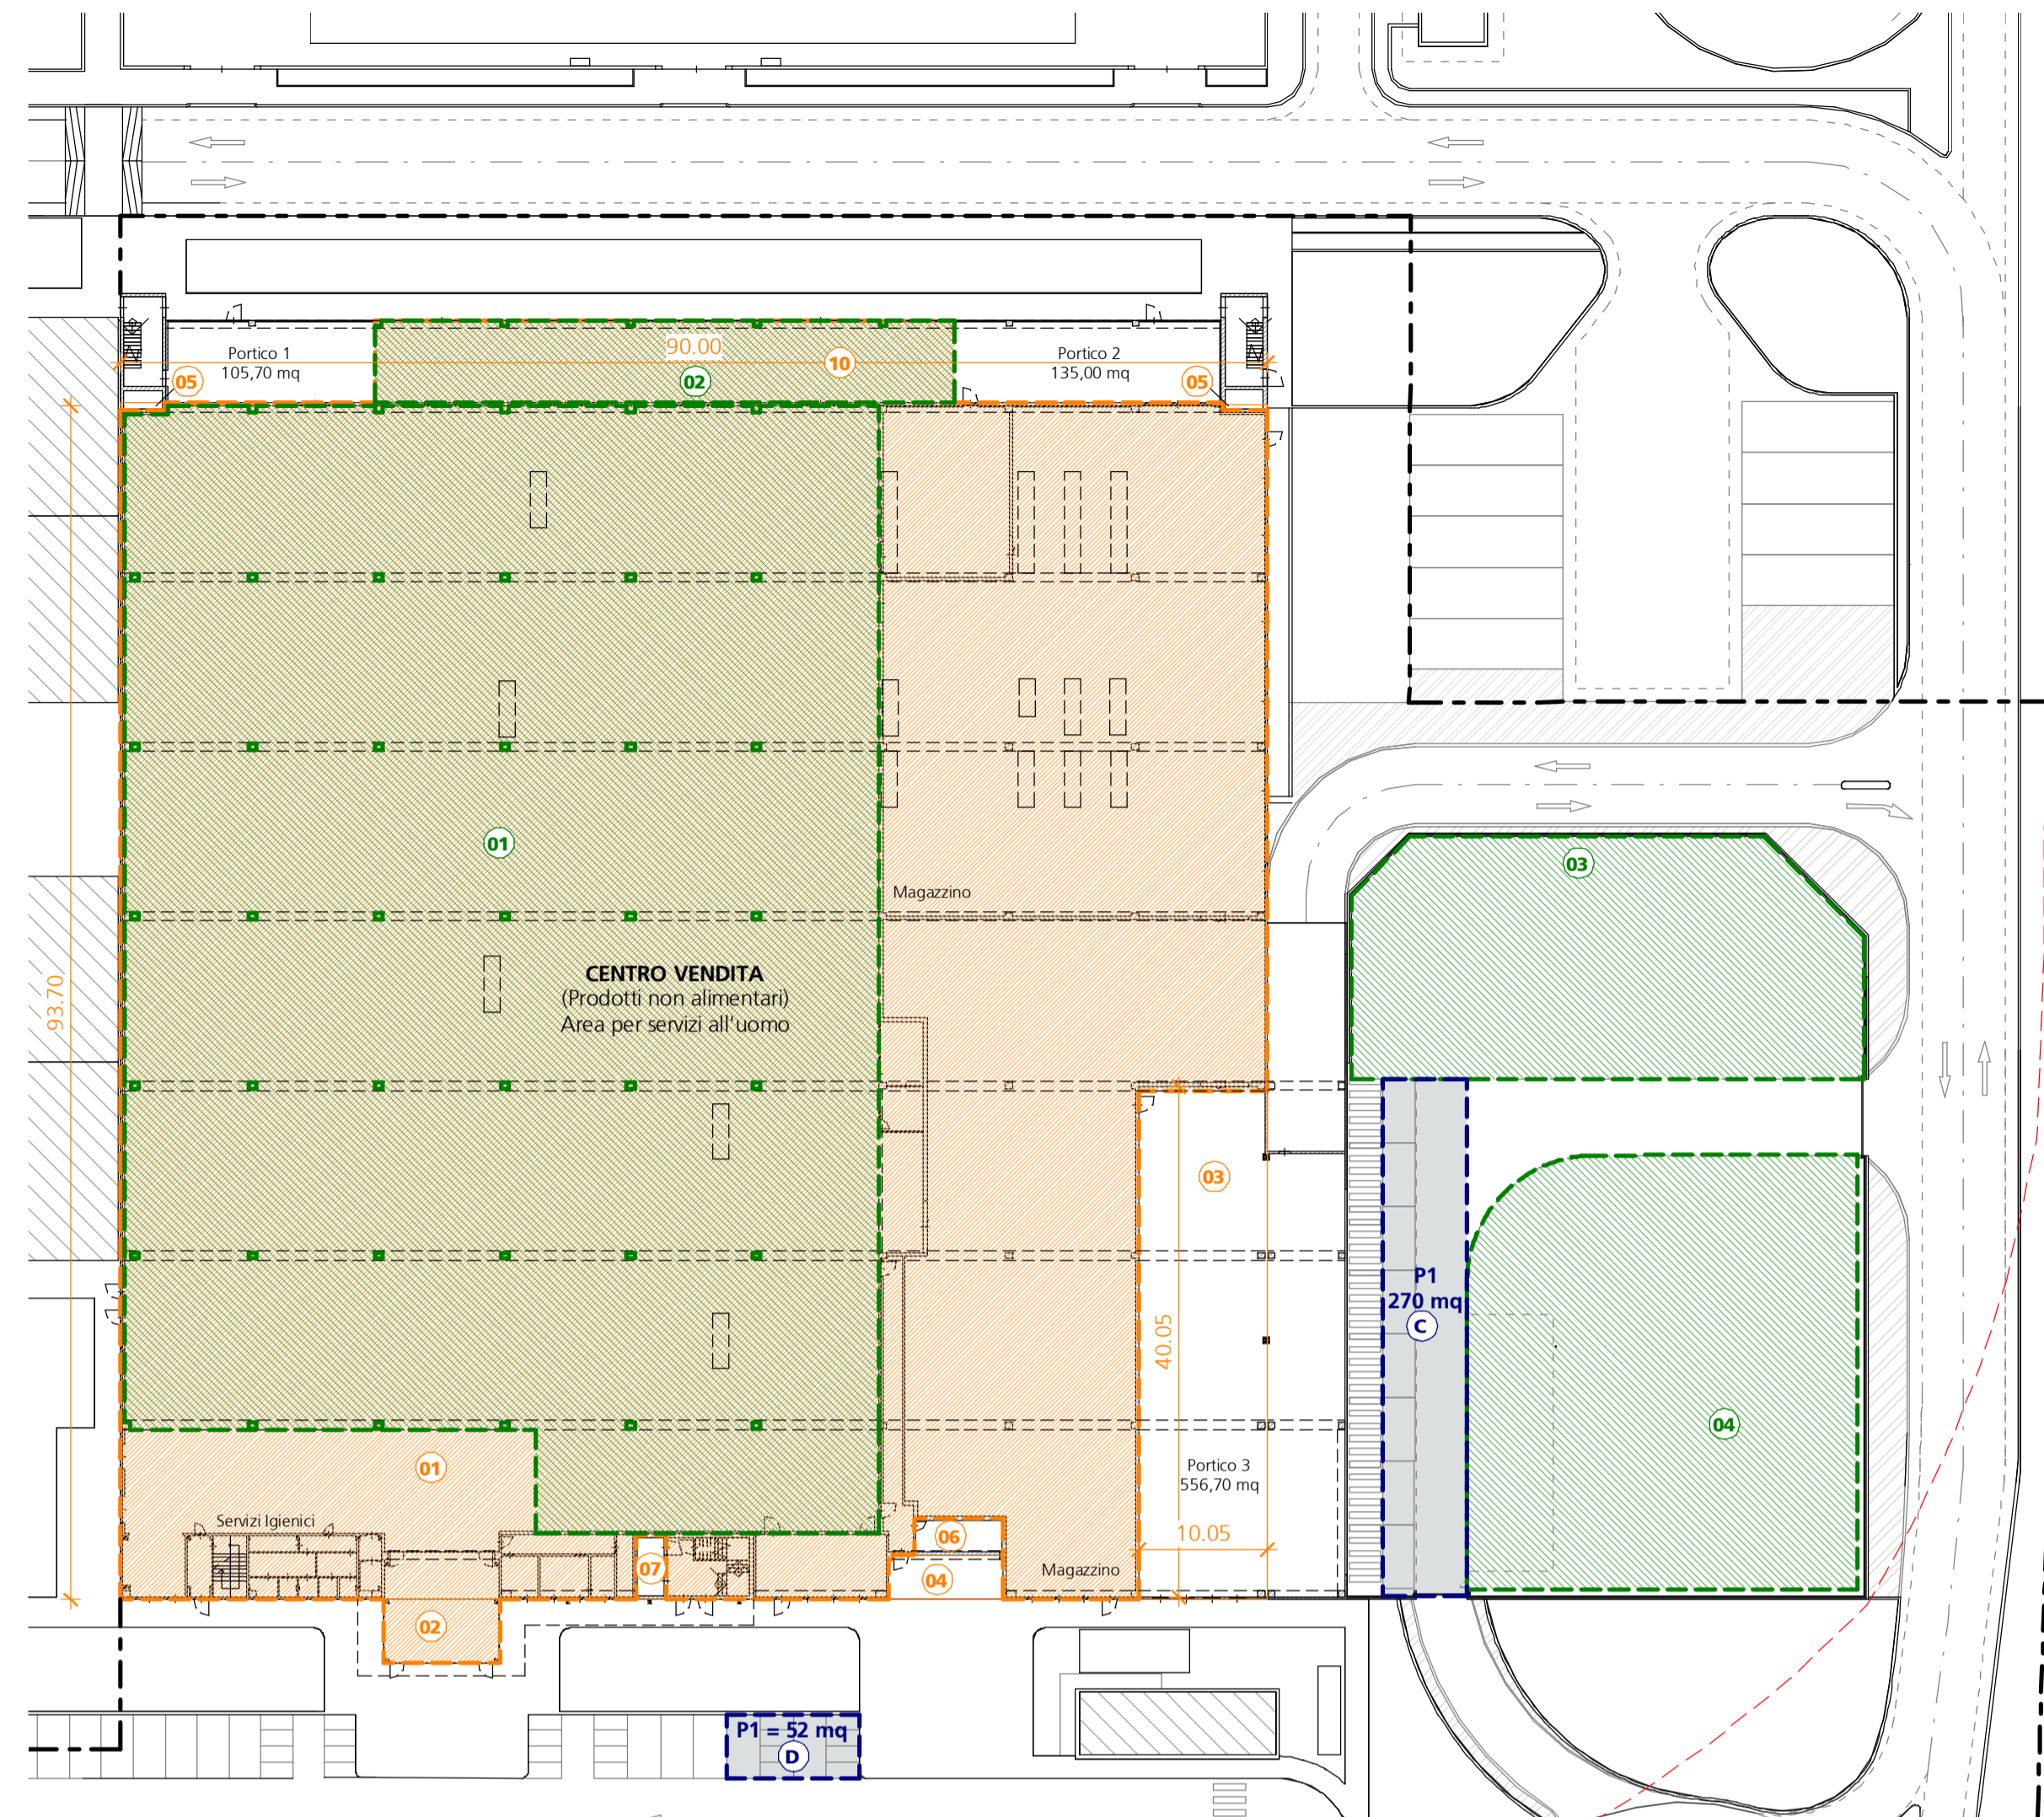 90.00
Portico 1
105,70 mq
10
Portico 2
135,00 mq
05
02
05
01
03
Magazzino
93.70
CENTRO VENDITA
(Prodotti non alimentari)
Area per servizi all'uomo
03
P1
270 mq
C
40.05
04
01
Portico 3
556,70 mq
Servizi Igienici
06
10.05
07
04
Magazzino
02
P1 = 52 mq
D